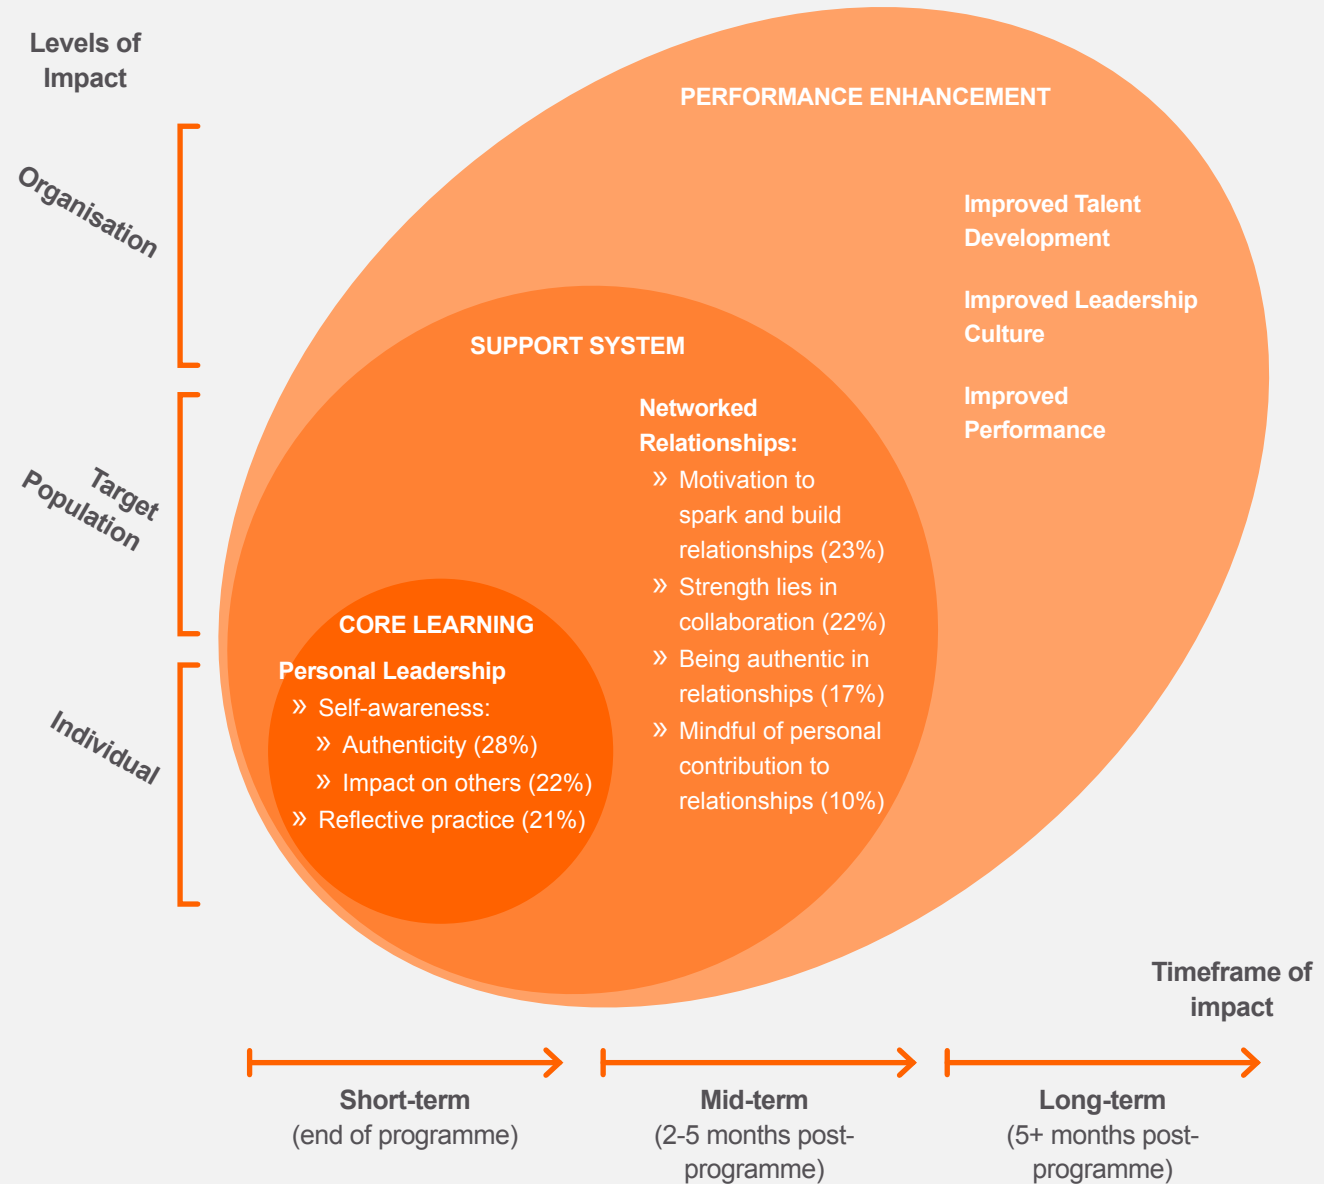 Levels of
Impact
PERFORMANCE ENHANCEMENT
Organisation
Improved Talent
Development
Improved Leadership
Culture
Improved
Performance
SUPPORT SYSTEM
Networked
Relationships:
» Motivation to
spark and build
relationships (23%)
» Strength lies in
collaboration (22%)
» Being authentic in
relationships (17%)
» Mindful of personal
contribution to
relationships (10%)
Target
Population
CORE LEARNING
Personal Leadership
» Self-awareness:
» Authenticity (28%)
» Impact on others (22%)
» Reflective practice (21%)
Individual
Timeframe of
impact
Short-term
(end of programme)
Mid-term
(2-5 months post-
programme)
Long-term
(5+ months post-
programme)